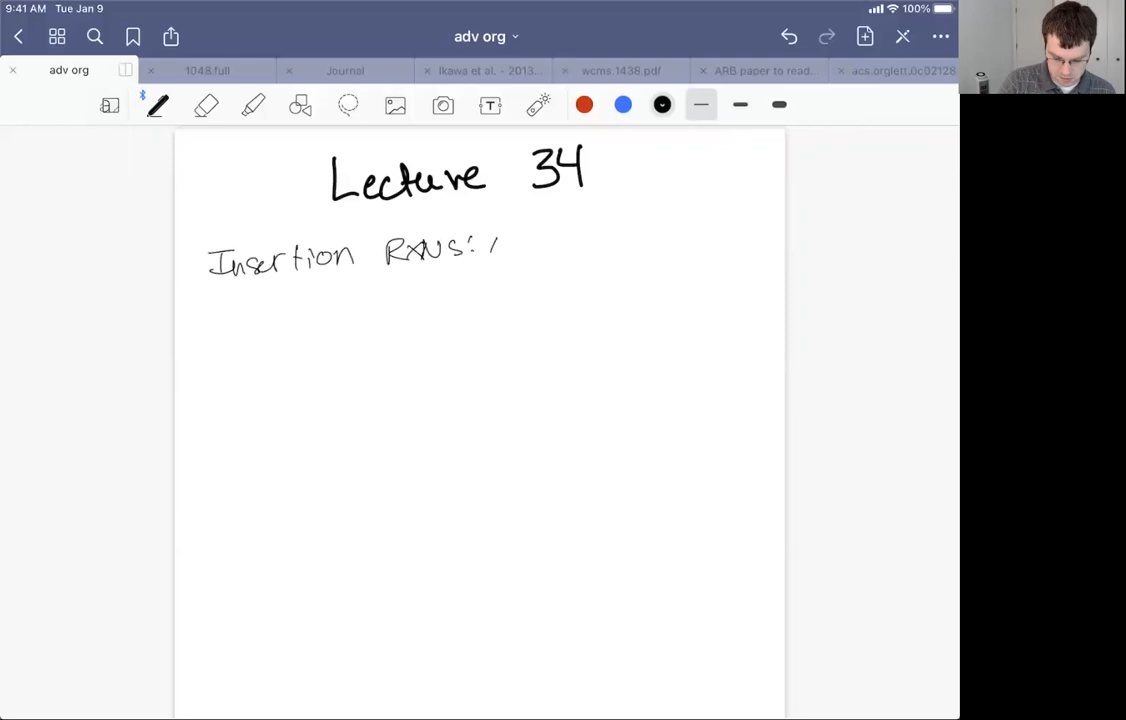 9:41 AM Tue Jan 9
100%
adv org
adv org
1048.full
Journal
Ikawa et al. - 2013...
wcms.1438.pdf
ARB paper to read...
acs.orglett.0c02128
T
Lecture 34
Insertion RXNS: